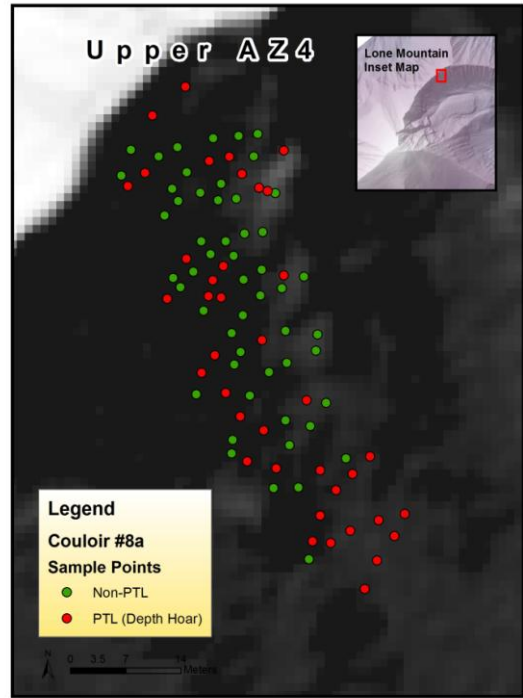 Upper AZ4
Lone Mountain
Inset Map
Legend
Couloir #8a
Sample Points
Non-PTL
PTL (Depth Hoar)
N
0 3.5 7 14
Meters